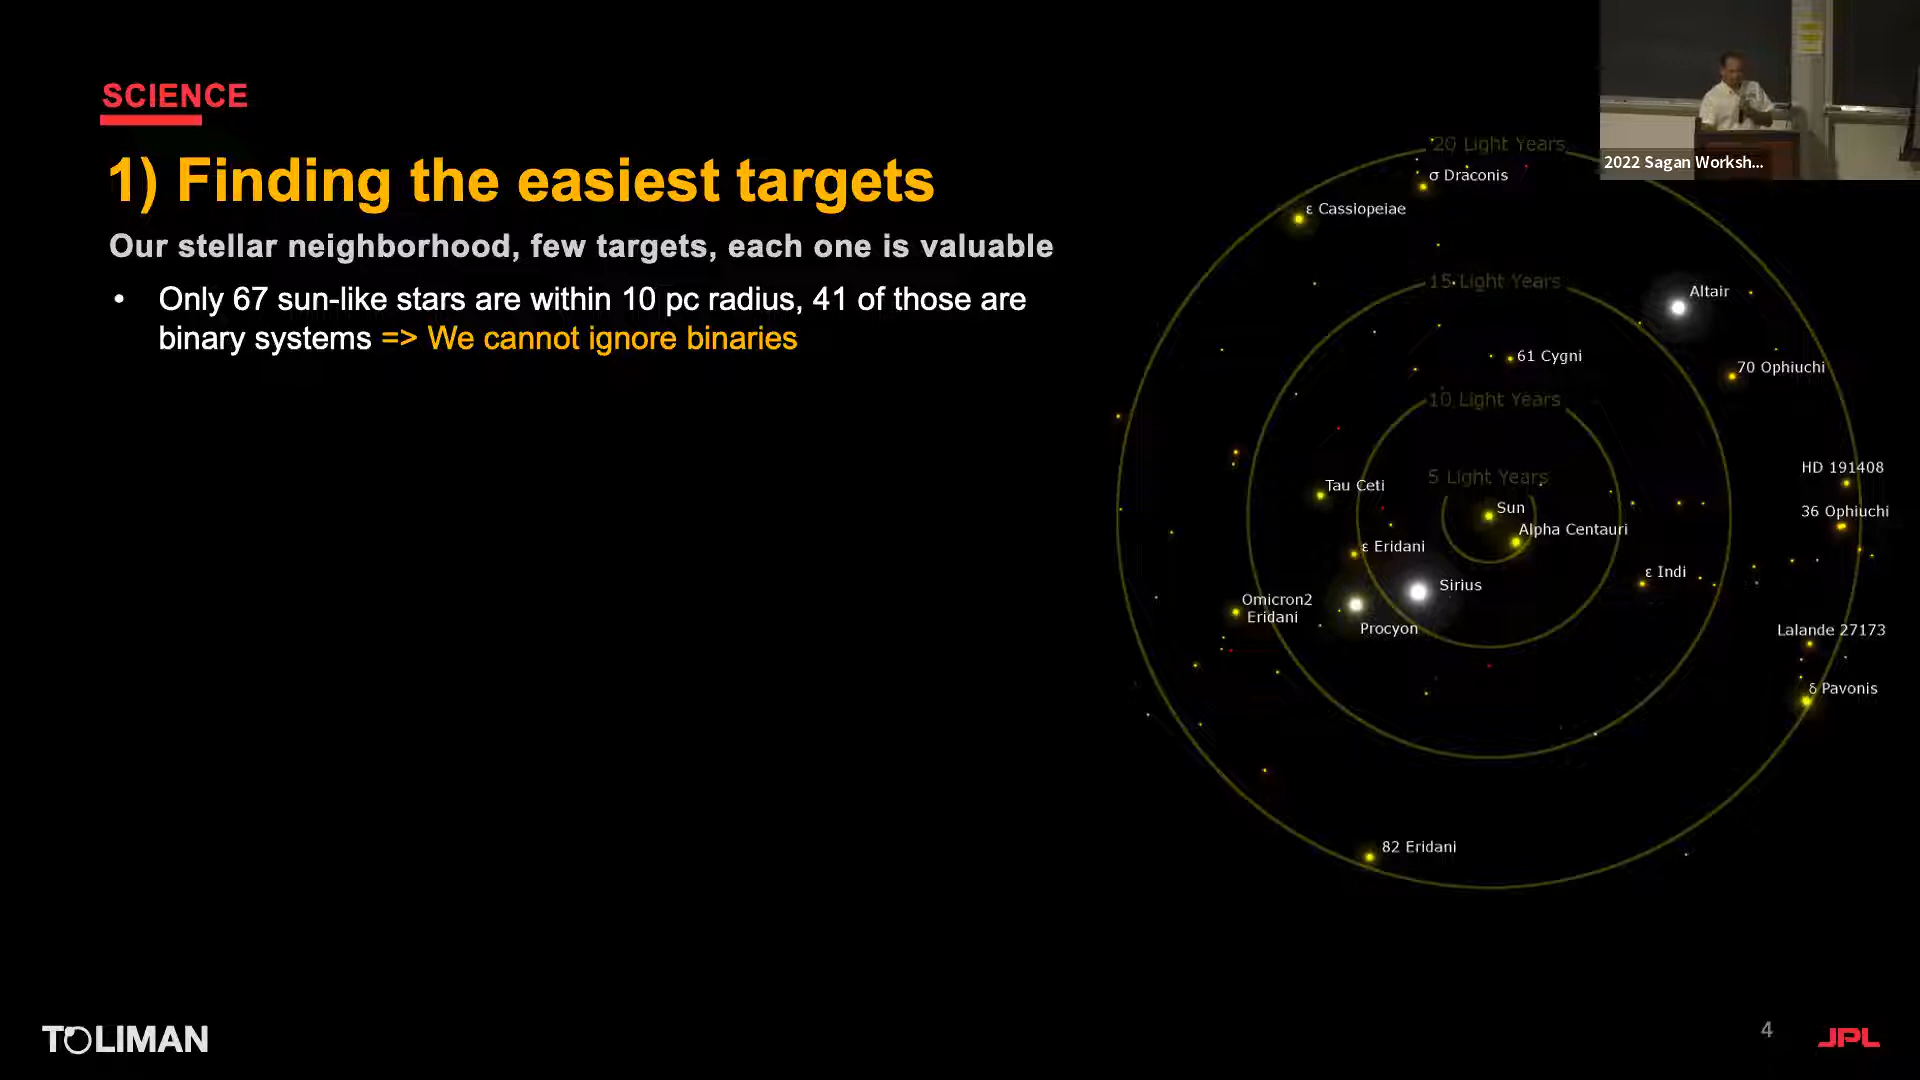 SCIENCE
1) Finding the easiest targets
Our stellar neighborhood, few targets, each one is valuable
• Only 67 sun-like stars are within 10 pc radius, 41 of those are
binary systems => We cannot ignore binaries
2022 Sagan Worksh...
20 Light Years
σ Draconis
ε Cassiopeiae
15 Light Years
Altair
61 Cygni
70 Ophiuchi
10 Light Years
HD 191408
5 Light Years
Tau Ceti
Sun
36 Ophiuchi
Alpha Centauri
ε Eridani
ε Indi
Sirius
Omicron2
Eridani
Procyon
Lalande 27173
δ Pavonis
82 Eridani
TOLIMAN
4
JPL